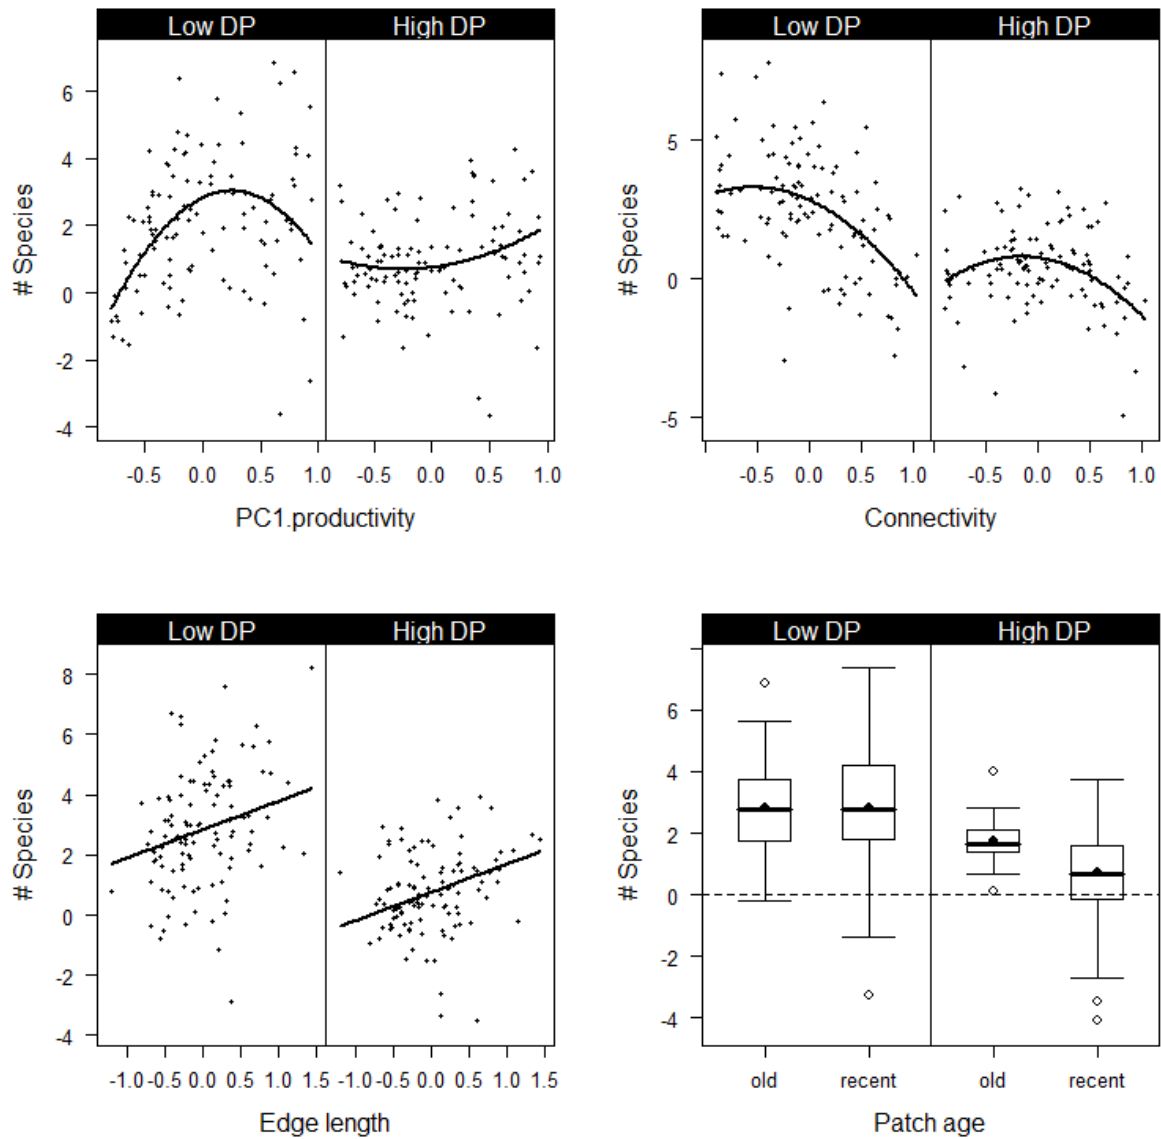 Low DP High DP
# Species
6
4
2
0
-2
-4
-0.5 0.0 0.5 1.0 -0.5 0.0 0.5 1.0
PC1.productivity
Low DP High DP
# Species
5
0
-5
-0.5 0.0 0.5 1.0 -0.5 0.0 0.5 1.0
Connectivity
Low DP High DP
# Species
8
6
4
2
0
-2
-4
-1.0 -0.5 0.0 0.5 1.0 1.5 -1.0 -0.5 0.0 0.5 1.0 1.5
Edge length
Low DP High DP
# Species
6
4
2
0
-2
-4
old recent old recent
Patch age